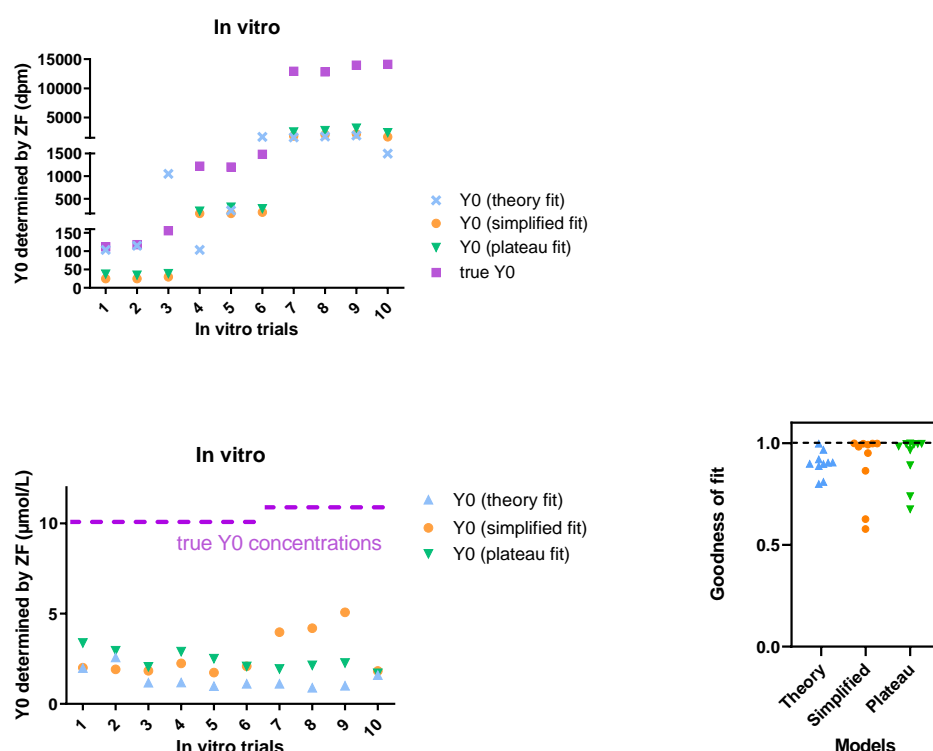 In vitro
Y0 determined by ZF (dpm)
15000
10000
5000
1500
1000
500
150
100
50
0
1 2 3 4 5 6 7 8 9 10
In vitro trials
Y0 (theory fit)
Y0 (simplified fit)
Y0 (plateau fit)
true Y0
In vitro
Y0 determined by ZF (µmol/L)
10
5
0
true Y0 concentrations
1 2 3 4 5 6 7 8 9 10
In vitro trials
Y0 (theory fit)
Y0 (simplified fit)
Y0 (plateau fit)
Goodness of fit
1.0
0.5
0.0
Theory
Simplified
Plateau
Models